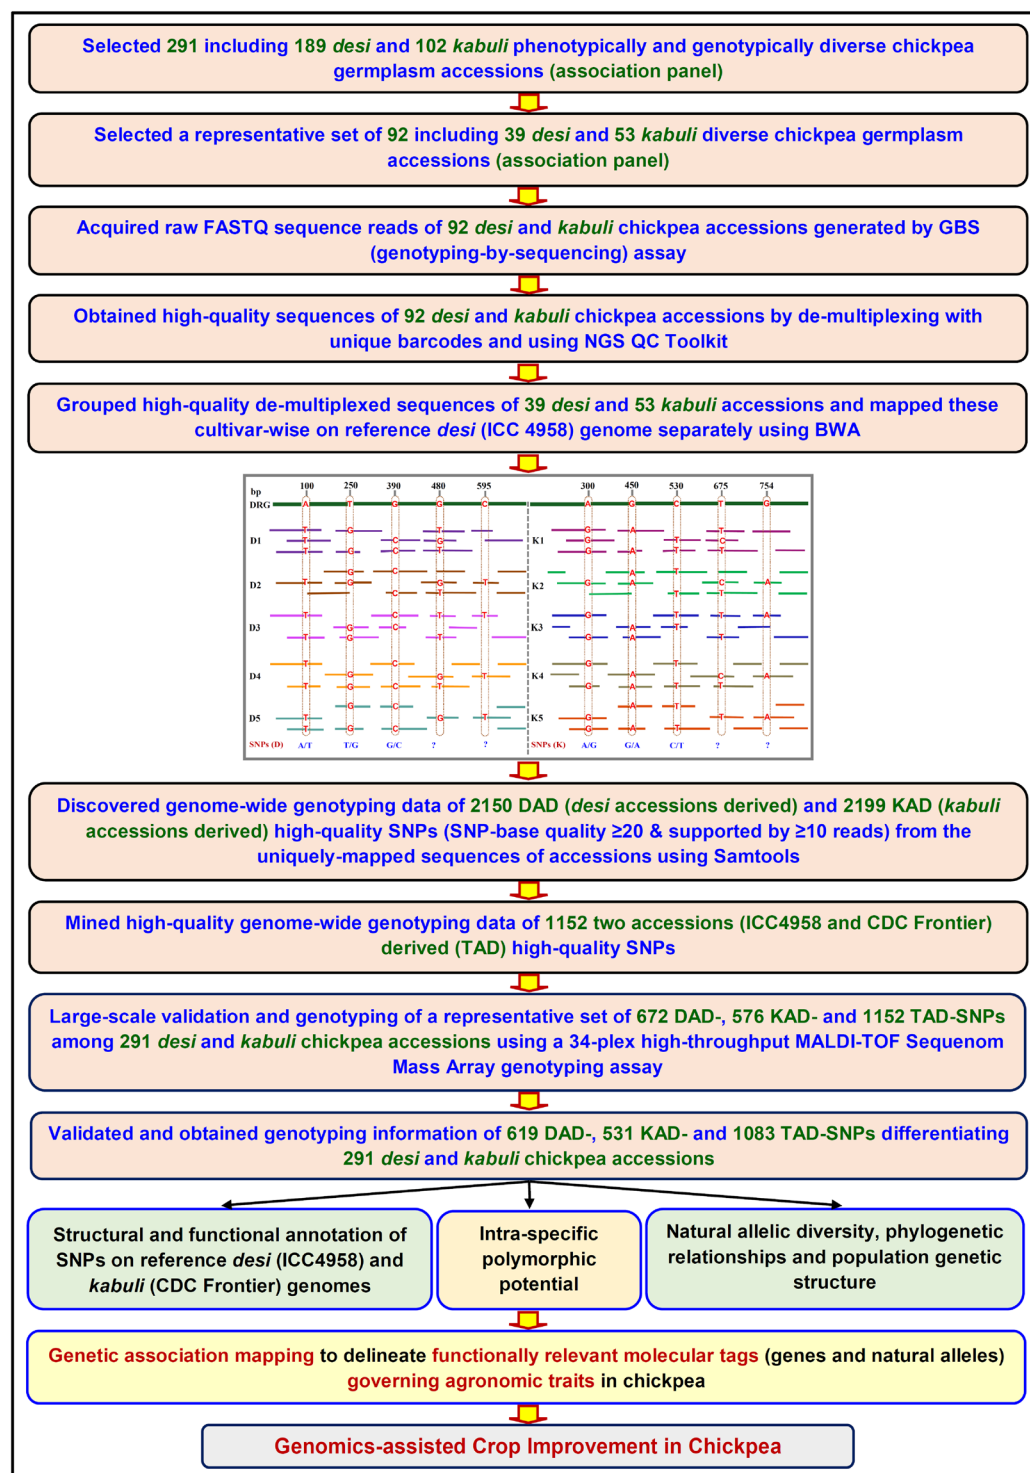 Selected 291 including 189 desi and 102 kabuli phenotypically and genotypically diverse chickpea
germplasm accessions (association panel)
Selected a representative set of 92 including 39 desi and 53 kabuli diverse chickpea germplasm
accessions (association panel)
Acquired raw FASTQ sequence reads of 92 desi and kabuli chickpea accessions generated by GBS
(genotyping-by-sequencing) assay
Obtained high-quality sequences of 92 desi and kabuli chickpea accessions by de-multiplexing with
unique barcodes and using NGS QC Toolkit
Grouped high-quality de-multiplexed sequences of 39 desi and 53 kabuli accessions and mapped these
cultivar-wise on reference desi (ICC 4958) genome separately using BWA
bp 100 250 390 480 595 300 450 530 675 754
DRG A T G G C A G C T G
T G T G A T
D1 T C G K1 G T C
T G C T G A T T
G C A T
D2 T G G T K2 G A C A
C T T T
T C T T G T T A
D3 G C K3 A T
T G T G A T
T C G T
D4 G G T K4 A C A
T G C T G A T T
G C A T
D5 T G T K5 G T A
T G C G A T
SNPs (D) A/T T/G G/C ? ? SNPs (K) A/G G/A C/T ? ?
Discovered genome-wide genotyping data of 2150 DAD (desi accessions derived) and 2199 KAD (kabuli
accessions derived) high-quality SNPs (SNP-base quality ≥20 & supported by ≥10 reads) from the
uniquely-mapped sequences of accessions using Samtools
Mined high-quality genome-wide genotyping data of 1152 two accessions (ICC4958 and CDC Frontier)
derived (TAD) high-quality SNPs
Large-scale validation and genotyping of a representative set of 672 DAD-, 576 KAD- and 1152 TAD-SNPs
among 291 desi and kabuli chickpea accessions using a 34-plex high-throughput MALDI-TOF Sequenom
Mass Array genotyping assay
Validated and obtained genotyping information of 619 DAD-, 531 KAD- and 1083 TAD-SNPs differentiating
291 desi and kabuli chickpea accessions
Structural and functional annotation of
SNPs on reference desi (ICC4958) and
kabuli (CDC Frontier) genomes
Intra-specific
polymorphic
potential
Natural allelic diversity, phylogenetic
relationships and population genetic
structure
Genetic association mapping to delineate functionally relevant molecular tags (genes and natural alleles)
governing agronomic traits in chickpea
Genomics-assisted Crop Improvement in Chickpea